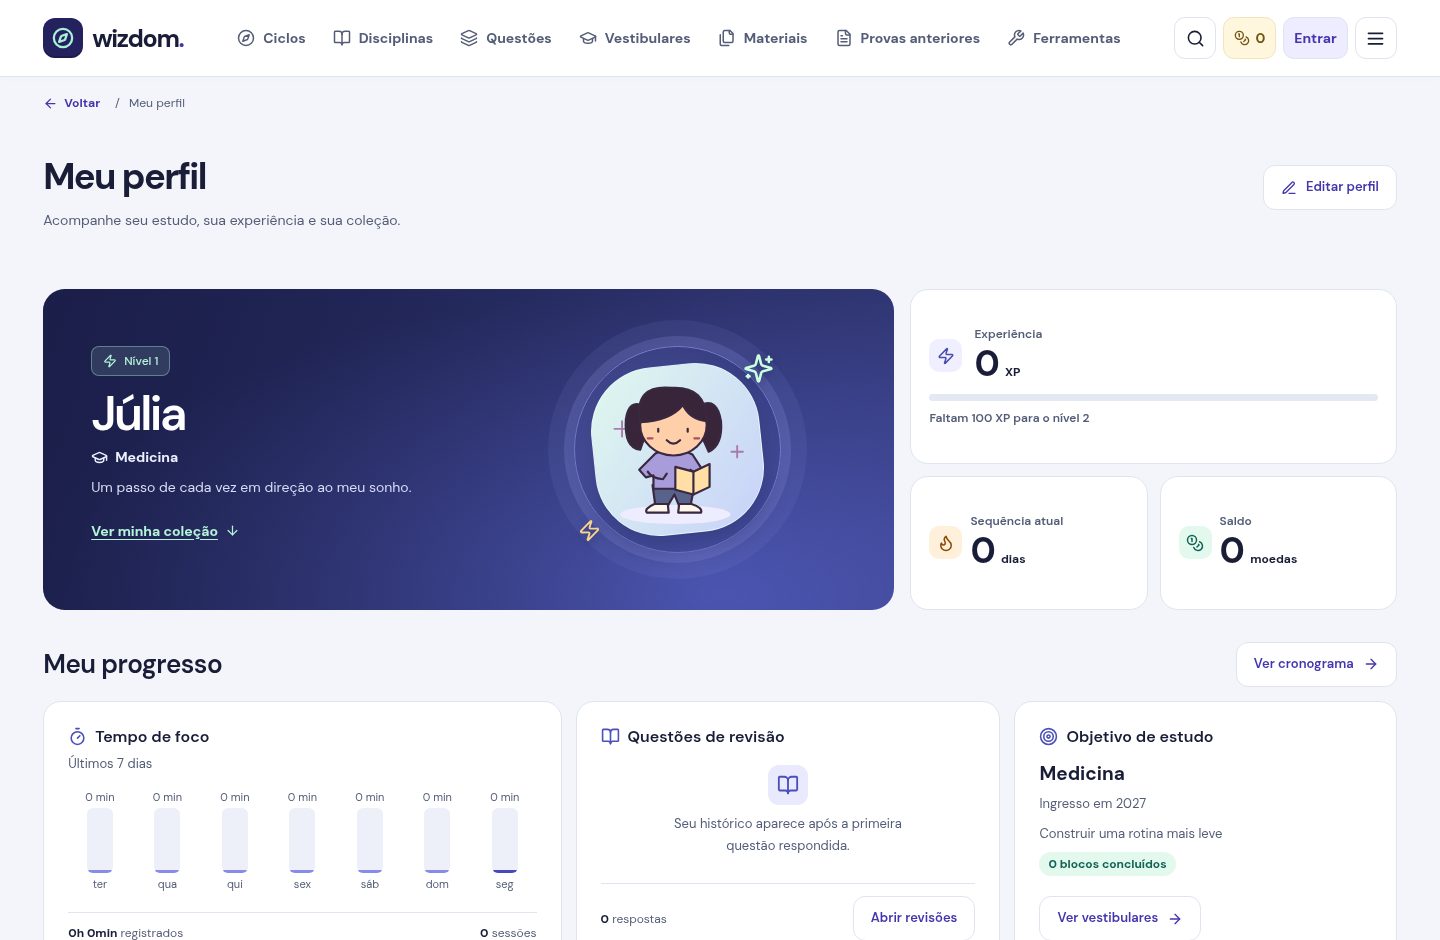 wizdom.
Ciclos
Disciplinas
Questões
Vestibulares
Materiais
Provas anteriores
Ferramentas
0
Entrar
Voltar / Meu perfil
Meu perfil
Acompanhe seu estudo, sua experiência e sua coleção.
Editar perfil
Nível 1
Júlia
Medicina
Um passo de cada vez em direção ao meu sonho.
Ver minha coleção
Experiência
0 XP
Faltam 100 XP para o nível 2
Sequência atual
0 dias
Saldo
0 moedas
Meu progresso
Ver cronograma
Tempo de foco
Últimos 7 dias
0 min 0 min 0 min 0 min 0 min 0 min 0 min
ter qua qui sex sáb dom seg
0h 0min registrados
0 sessões
Questões de revisão
Seu histórico aparece após a primeira
questão respondida.
0 respostas
Abrir revisões
Objetivo de estudo
Medicina
Ingresso em 2027
Construir uma rotina mais leve
0 blocos concluídos
Ver vestibulares